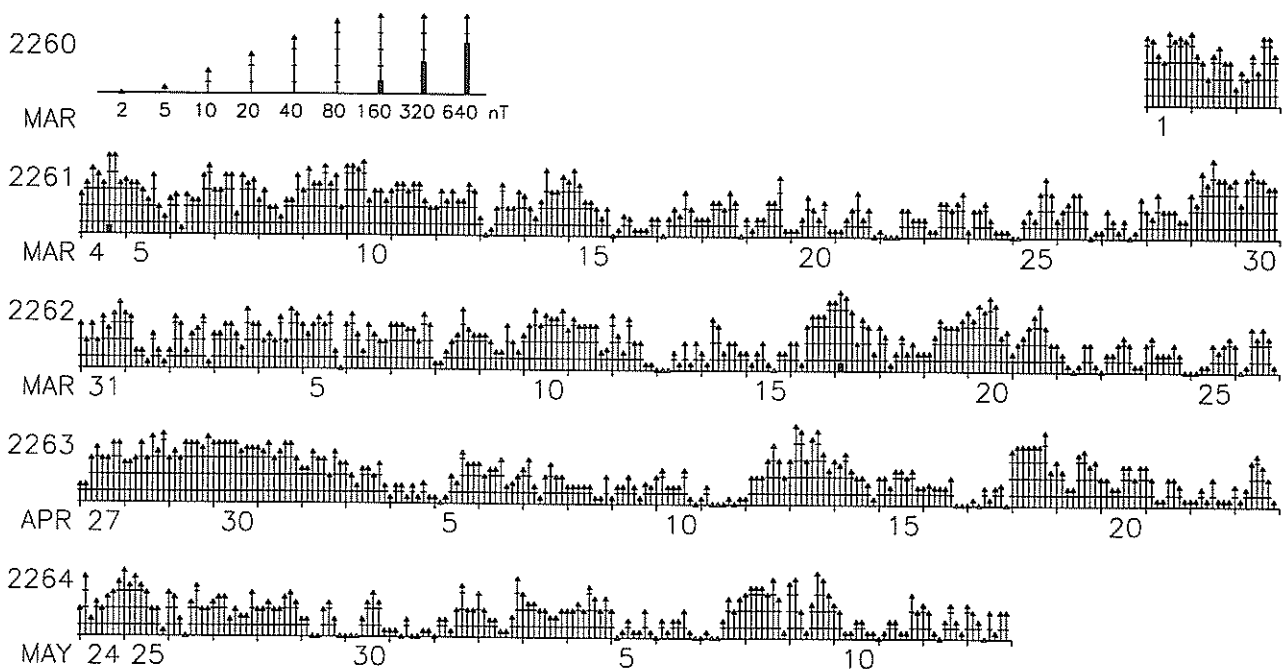 2260
2 5 10 20 40 80 160 320 640 nT
MAR 1
2261
MAR 4 5 10 15 20 25 30
2262
MAR 31 5 10 15 20 25
2263
APR 27 30 5 10 15 20
2264
MAY 24 25 30 5 10